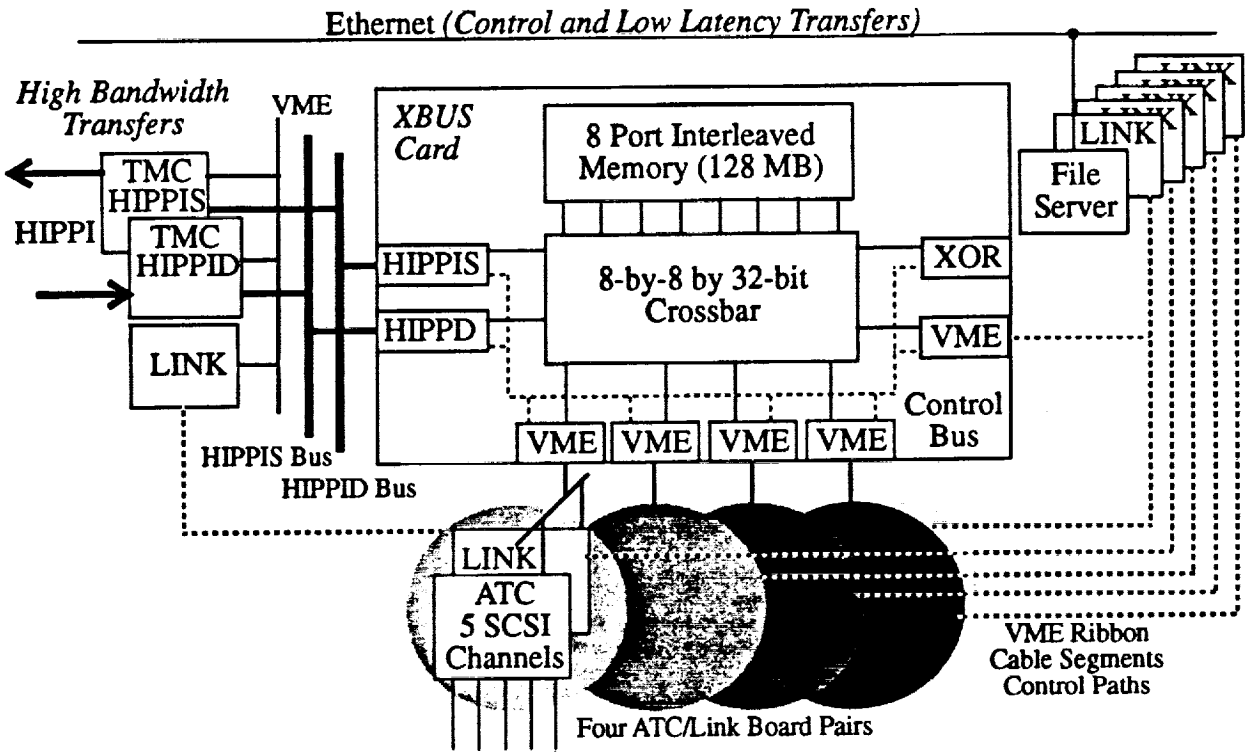 Ethernet (Control and Low Latency Transfers)
High Bandwidth
Transfers
VME
XBUS
Card
8 Port Interleaved
Memory (128 MB)
LINK
LINK
LINK
LINK
LINK
File
Server
TMC
HIPPIS
HIPPI
TMC
HIPPID
HIPPIS
8-by-8 by 32-bit
Crossbar
XOR
HIPPD
VME
LINK
Control
Bus
VME
VME
VME
VME
HIPPIS Bus
HIPPID Bus
LINK
ATC
5 SCSI
Channels
VME Ribbon
Cable Segments
Control Paths
Four ATC/Link Board Pairs